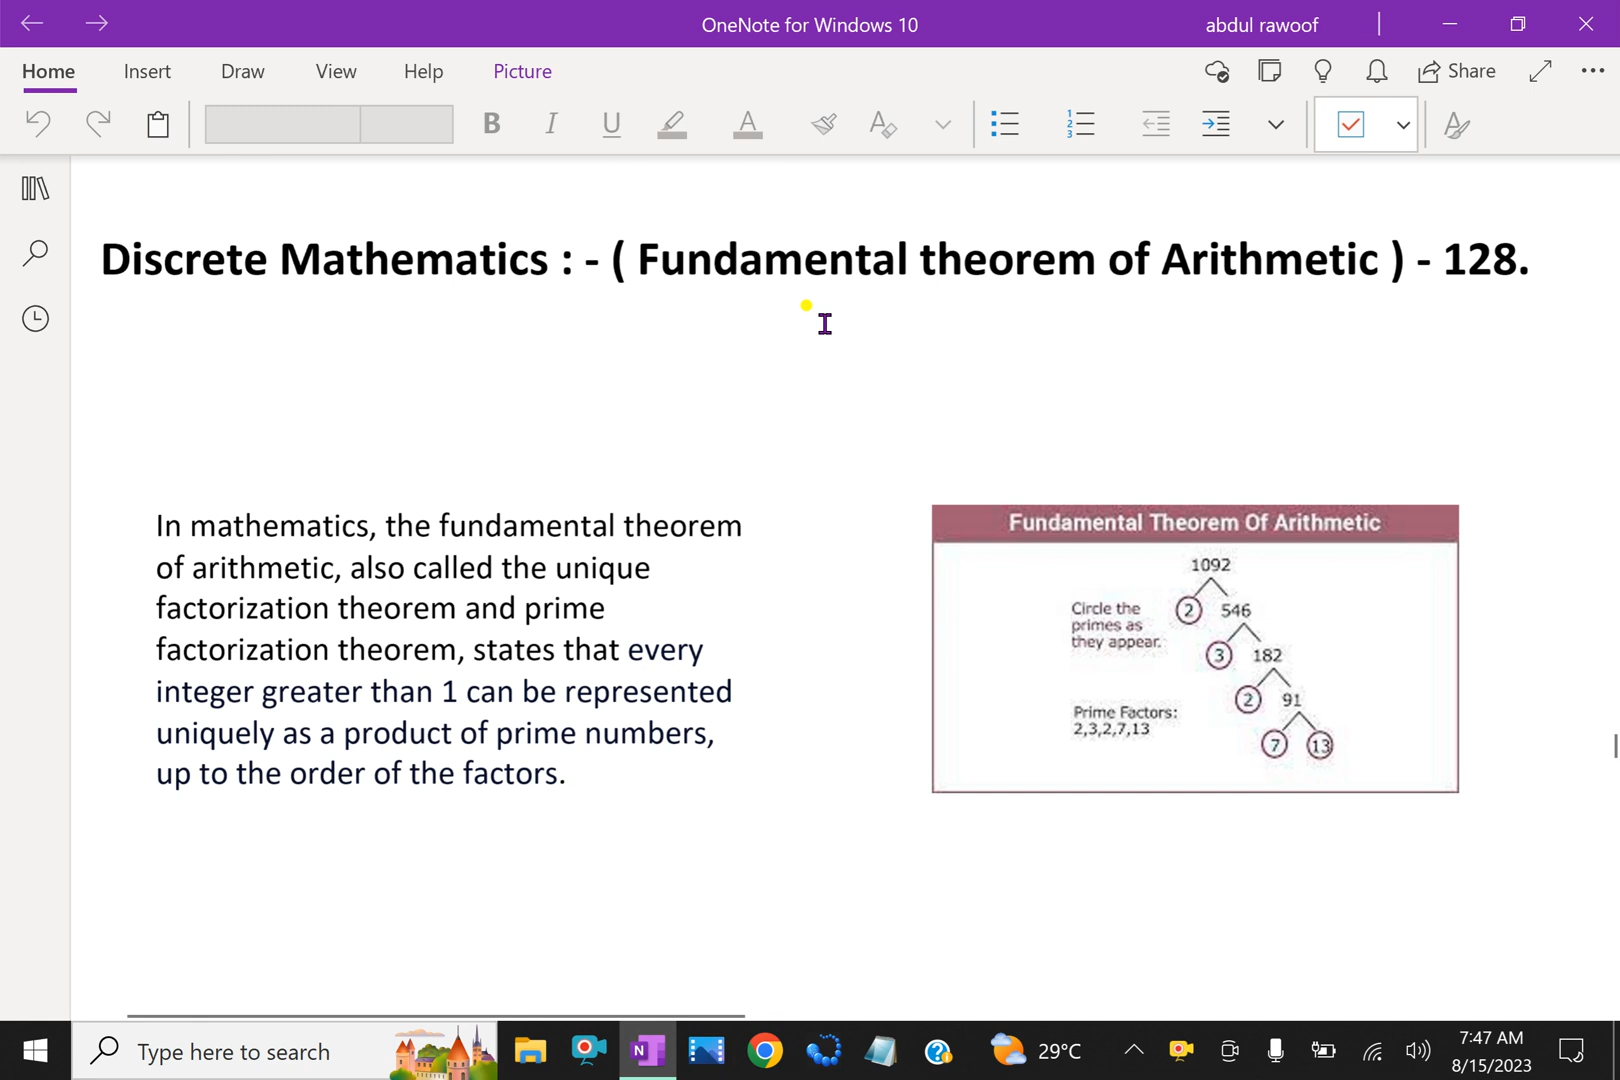 OneNote for Windows 10
abdul rawoof
Home Insert Draw View Help Picture
Share
B I U A A
Discrete Mathematics : - ( Fundamental theorem of Arithmetic ) - 128.
In mathematics, the fundamental theorem
of arithmetic, also called the unique
factorization theorem and prime
factorization theorem, states that every
integer greater than 1 can be represented
uniquely as a product of prime numbers,
up to the order of the factors.
Fundamental Theorem Of Arithmetic
1092
Circle the
primes as
they appear.
2 546
3 182
2 91
Prime Factors:
2,3,2,7,13
7 13
Type here to search
N
29°C
7:47 AM
8/15/2023